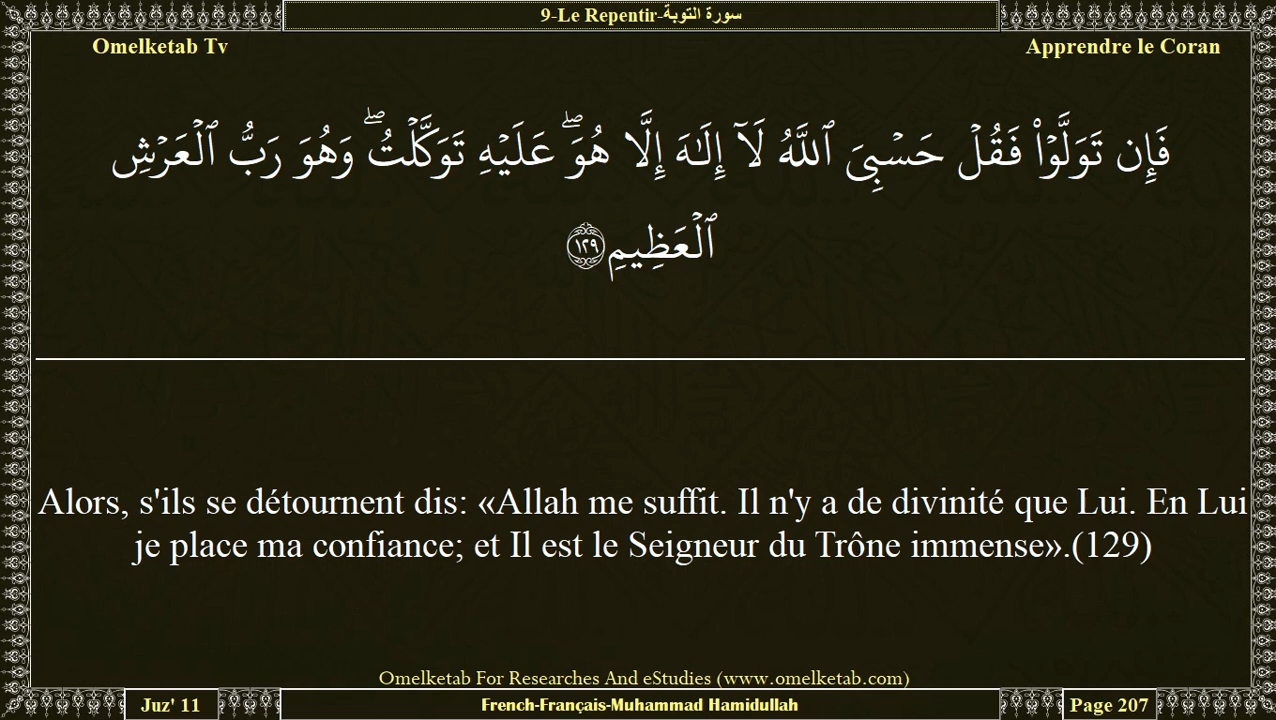 9-Le Repentir-سورة التوبة
Omelketab Tv
Apprendre le Coran
فَإِن تَوَلَّوْا۟ فَقُلْ حَسْبِىَ ٱللَّهُ لَآ إِلَـٰهَ إِلَّا هُوَ ۖ عَلَيْهِ تَوَكَّلْتُ ۖ وَهُوَ رَبُّ ٱلْعَرْشِ
ٱلْعَظِيمِ ١٢٩
Alors, s'ils se détournent dis: «Allah me suffit. Il n'y a de divinité que Lui. En Lui
je place ma confiance; et Il est le Seigneur du Trône immense».(129)
Omelketab For Researches And eStudies (www.omelketab.com)
Juz' 11
French-Français-Muhammad Hamidullah
Page 207